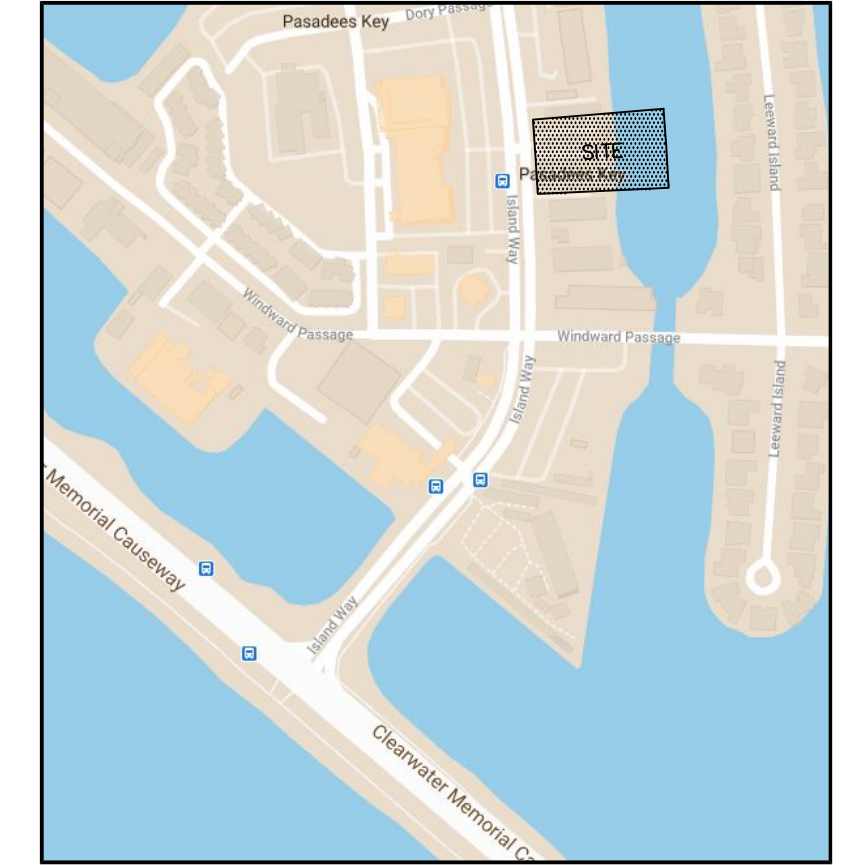 Pasadees Key
Dory Passage
Leeward Island
SITE
Pasadees Key
Island Way
Windward Passage
Windward Passage
Island Way
Leeward Island
Memorial Causeway
Island Way
Clearwater Memorial Ca